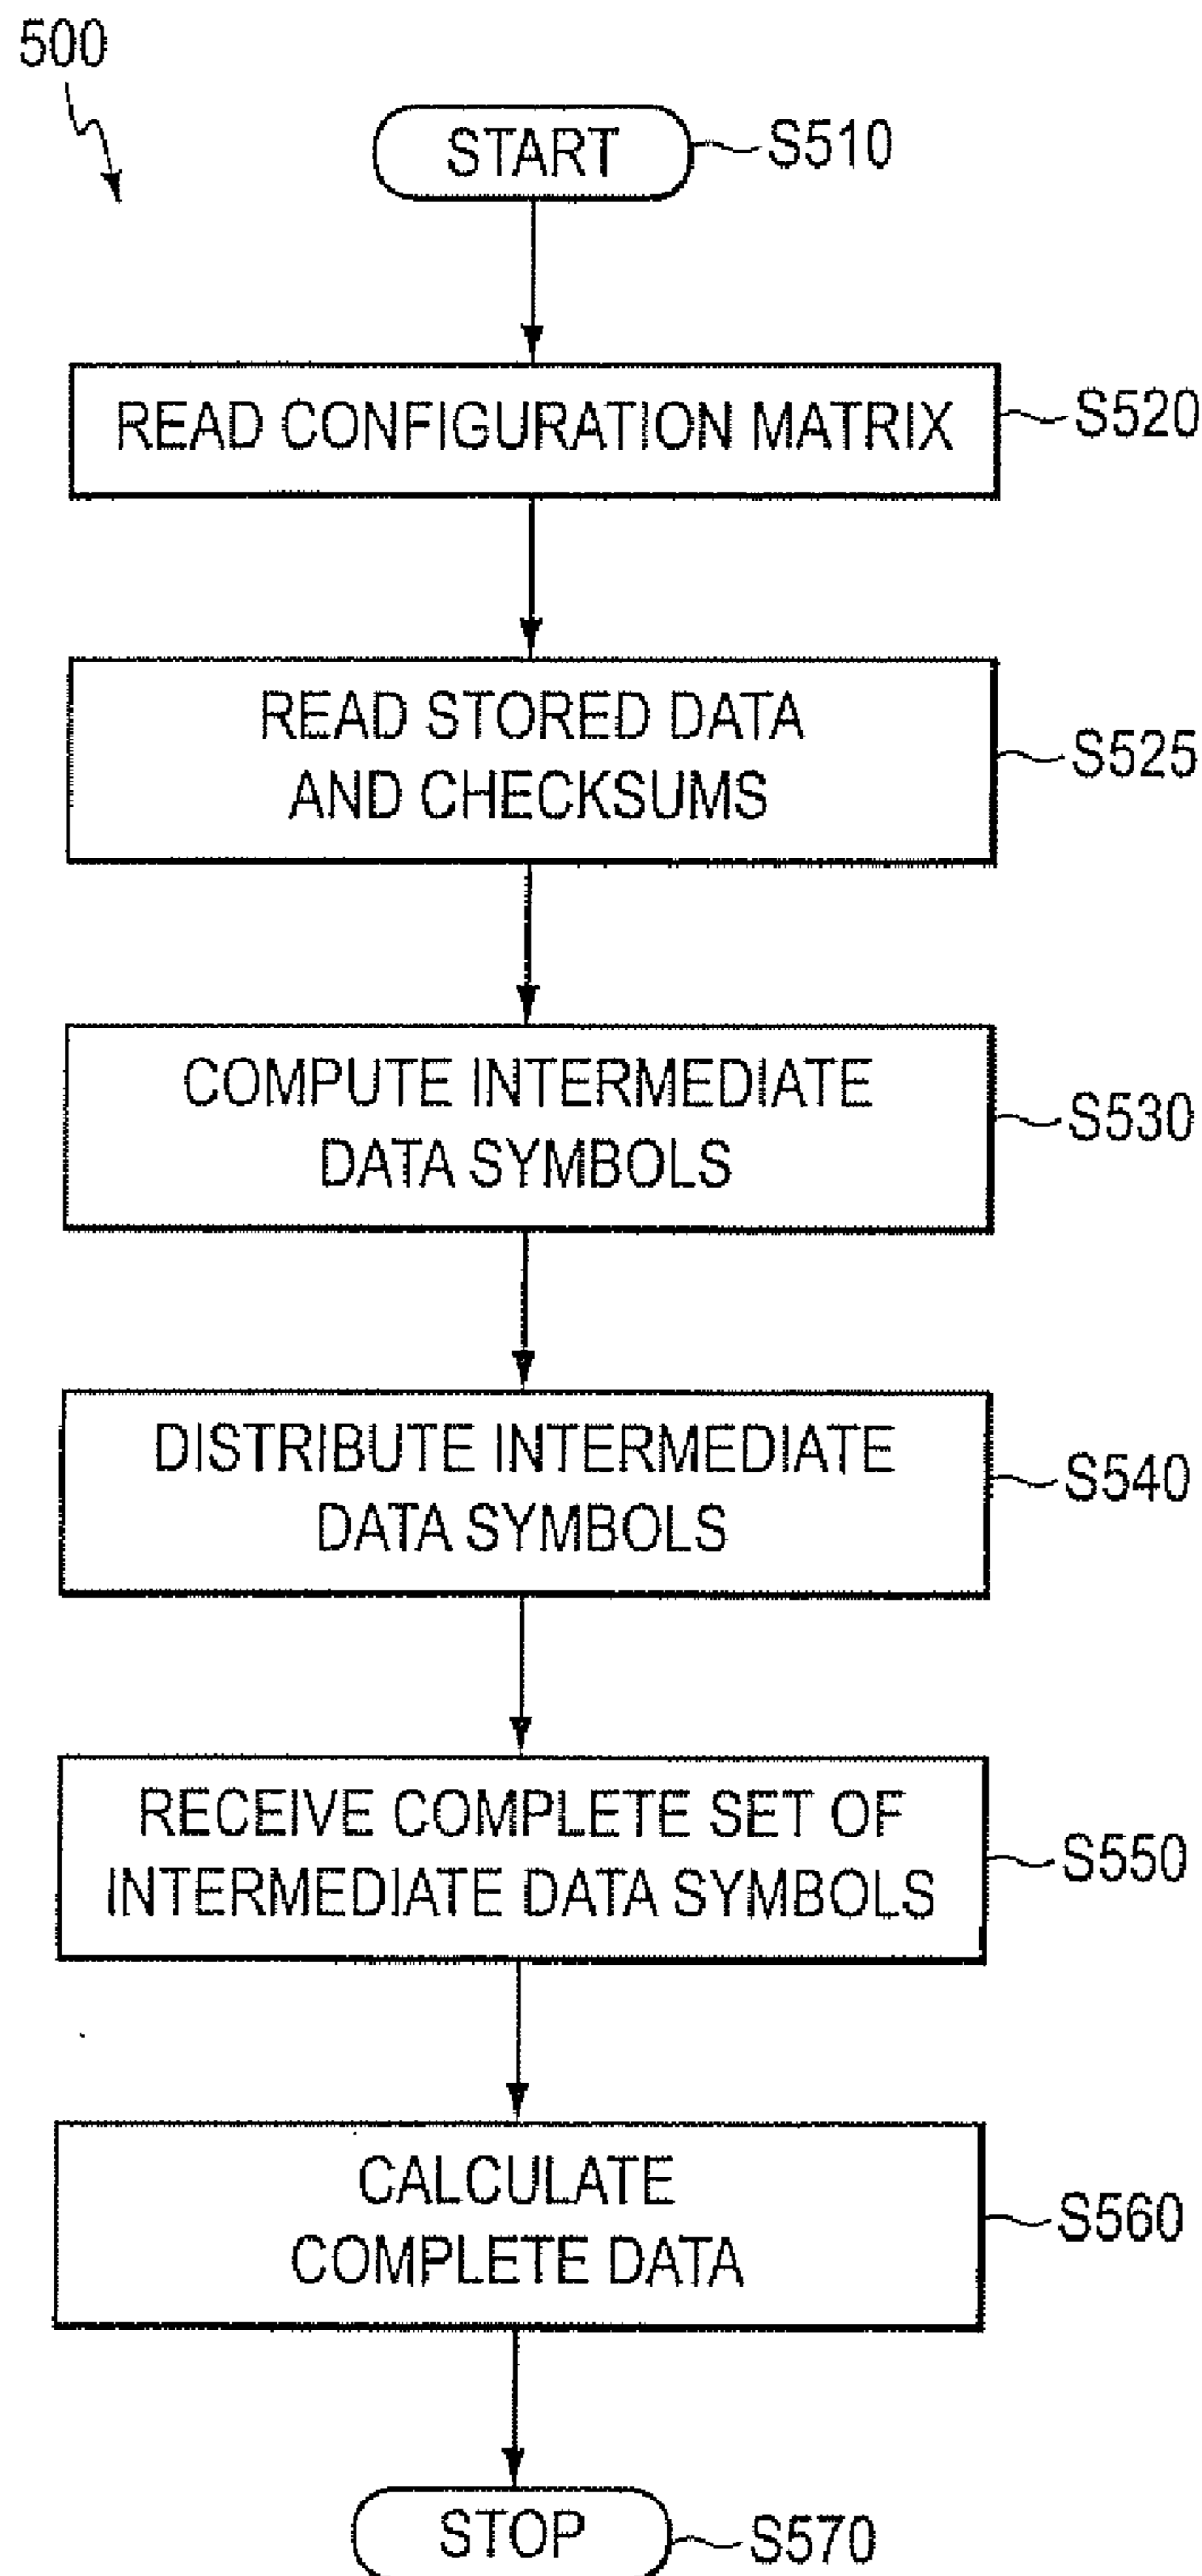 500
START
S510
READ CONFIGURATION MATRIX
S520
READ STORED DATA
AND CHECKSUMS
S525
COMPUTE INTERMEDIATE
DATA SYMBOLS
S530
DISTRIBUTE INTERMEDIATE
DATA SYMBOLS
S540
RECEIVE COMPLETE SET OF
INTERMEDIATE DATA SYMBOLS
S550
CALCULATE
COMPLETE DATA
S560
STOP
S570